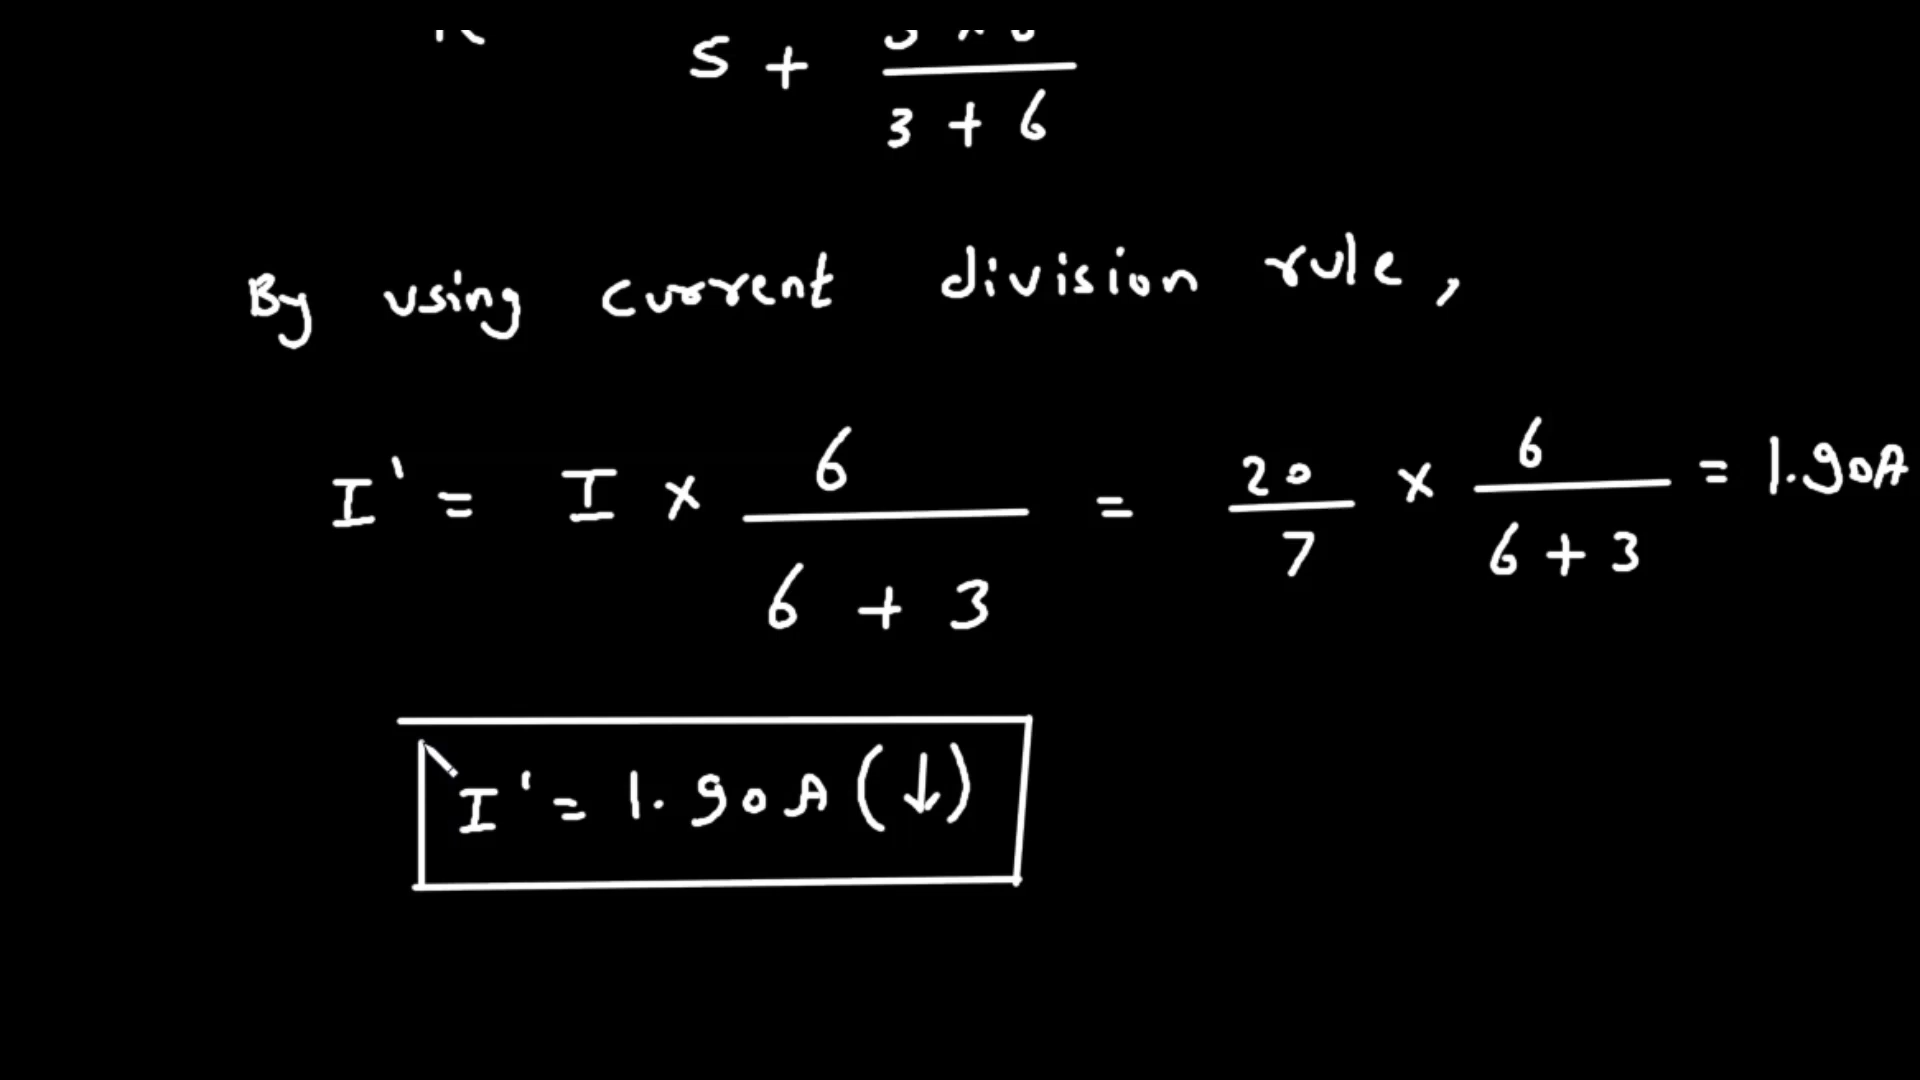 5 +
3 + 6
By using current division rule,
I' = I × 6 / 6 + 3 = 20 / 7 × 6 / 6 + 3 = 1.90A
I' = 1.90A (↓)